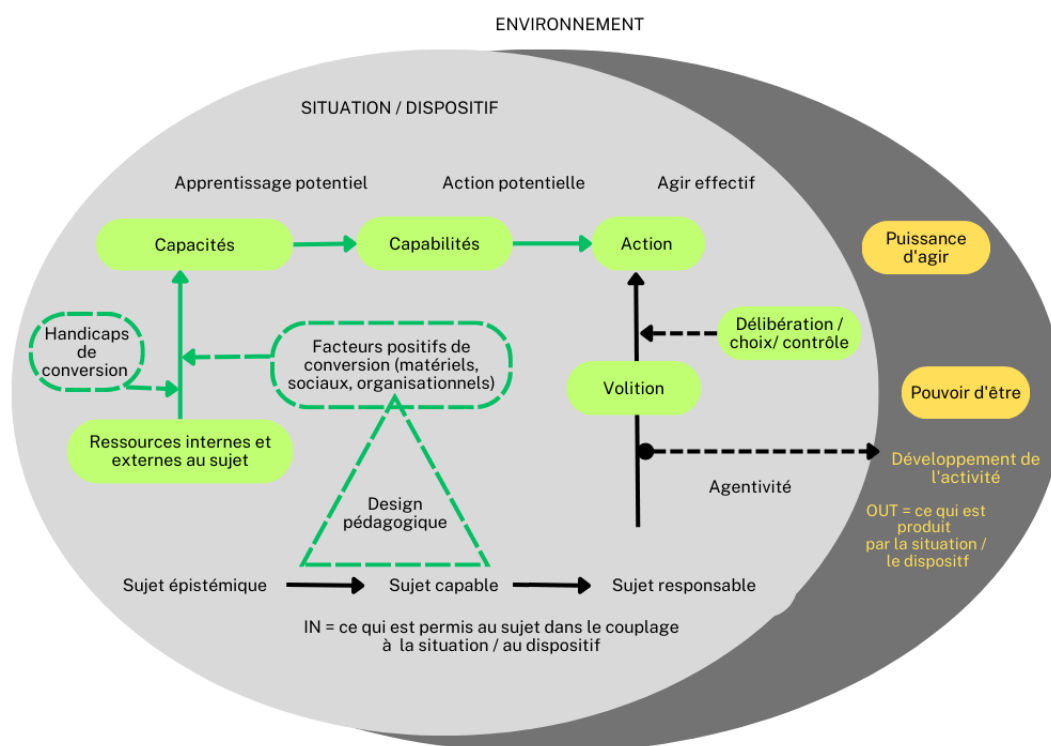 ENVIRONNEMENT
SITUATION / DISPOSITIF
Apprentissage potentiel
Action potentielle
Agir effectif
Capacités
Capabilités
Action
Puissance
d'agir
Handicaps
de
conversion
Facteurs positifs de
conversion (matériels,
sociaux, organisationnels)
Délibération /
choix/ contrôle
Volition
Pouvoir d'être
Ressources internes et
externes au sujet
Développement de
l'activité
Agentivité
Design
pédagogique
OUT = ce qui est
produit
par la situation /
le dispositf
Sujet épistémique
Sujet capable
Sujet responsable
IN = ce qui est permis au sujet dans le couplage
à la situation / au dispositif